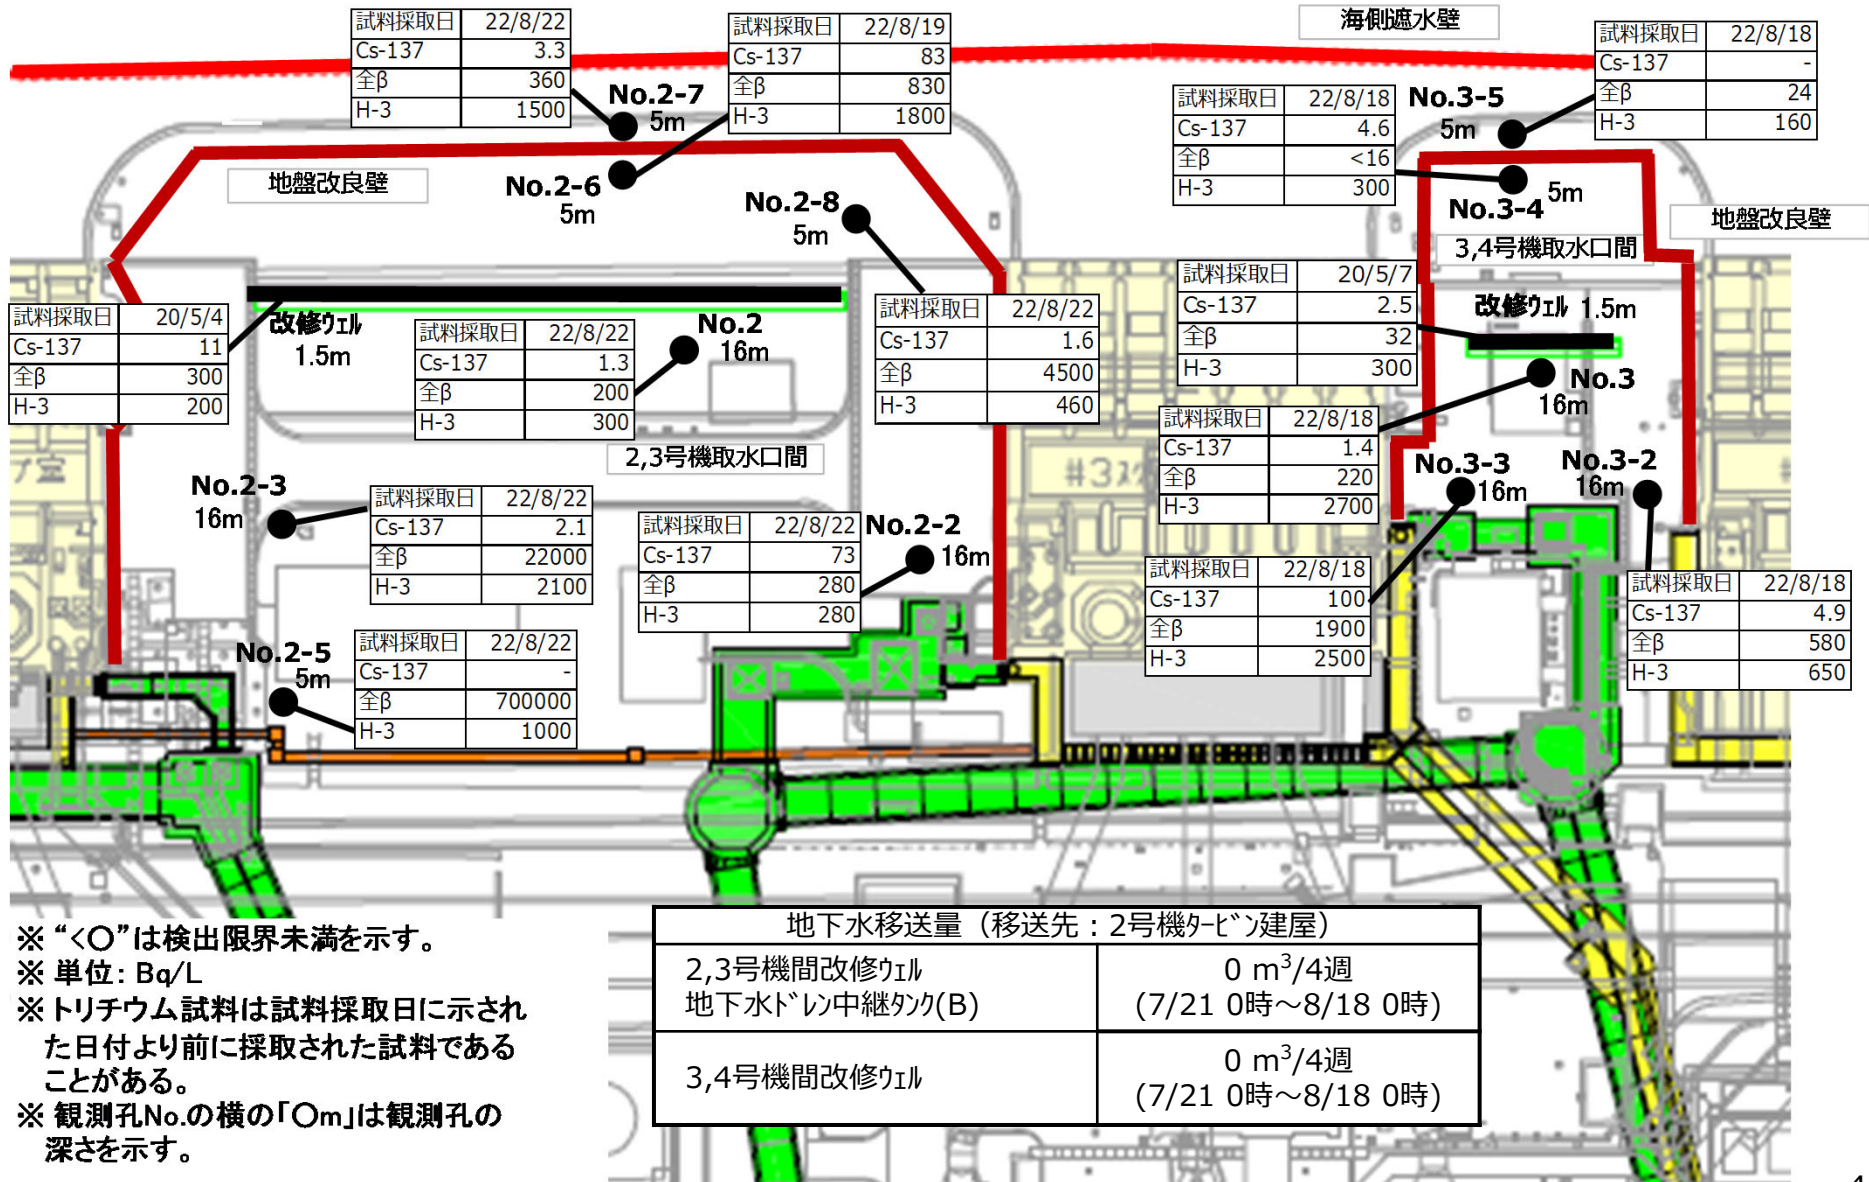 海側遮水壁
試料採取日 22/8/22
Cs-137 3.3
全β 360
H-3 1500
No.2-7
5m
試料採取日 22/8/19
Cs-137 83
全β 830
H-3 1800
No.2-6
5m
試料採取日 22/8/18
Cs-137 4.6
全β <16
H-3 300
No.3-5
5m
試料採取日 22/8/18
Cs-137 -
全β 24
H-3 160
地盤改良壁
No.2-8
5m
No.3-4
5m
地盤改良壁
3,4号機取水口間
試料採取日 20/5/4
Cs-137 11
全β 300
H-3 200
改修ウェル
1.5m
試料採取日 22/8/22
Cs-137 1.3
全β 200
H-3 300
No.2
16m
試料採取日 22/8/22
Cs-137 1.6
全β 4500
H-3 460
試料採取日 20/5/7
Cs-137 2.5
全β 32
H-3 300
改修ウェル 1.5m
No.3
16m
試料採取日 22/8/18
Cs-137 1.4
全β 220
H-3 2700
2,3号機取水口間
No.2-3
16m
試料採取日 22/8/22
Cs-137 2.1
全β 22000
H-3 2100
試料採取日 22/8/22
Cs-137 73
全β 280
H-3 280
No.2-2
16m
#3ス
No.3-3
16m
No.3-2
16m
試料採取日 22/8/18
Cs-137 100
全β 1900
H-3 2500
試料採取日 22/8/18
Cs-137 4.9
全β 580
H-3 650
プ室
No.2-5
5m
試料採取日 22/8/22
Cs-137 -
全β 700000
H-3 1000
※ “<〇”は検出限界未満を示す。
※ 単位: Bq/L
※ トリチウム試料は試料採取日に示され
た日付より前に採取された試料である
ことがある。
※ 観測孔No.の横の「〇m」は観測孔の
深さを示す。
地下水移送量（移送先：2号機ﾀｰﾋﾞﾝ建屋）
2,3号機間改修ｳｪﾙ
地下水ﾄﾞﾚﾝ中継ﾀﾝｸ(B)
0 m³/4週
(7/21 0時～8/18 0時)
3,4号機間改修ｳｪﾙ
0 m³/4週
(7/21 0時～8/18 0時)